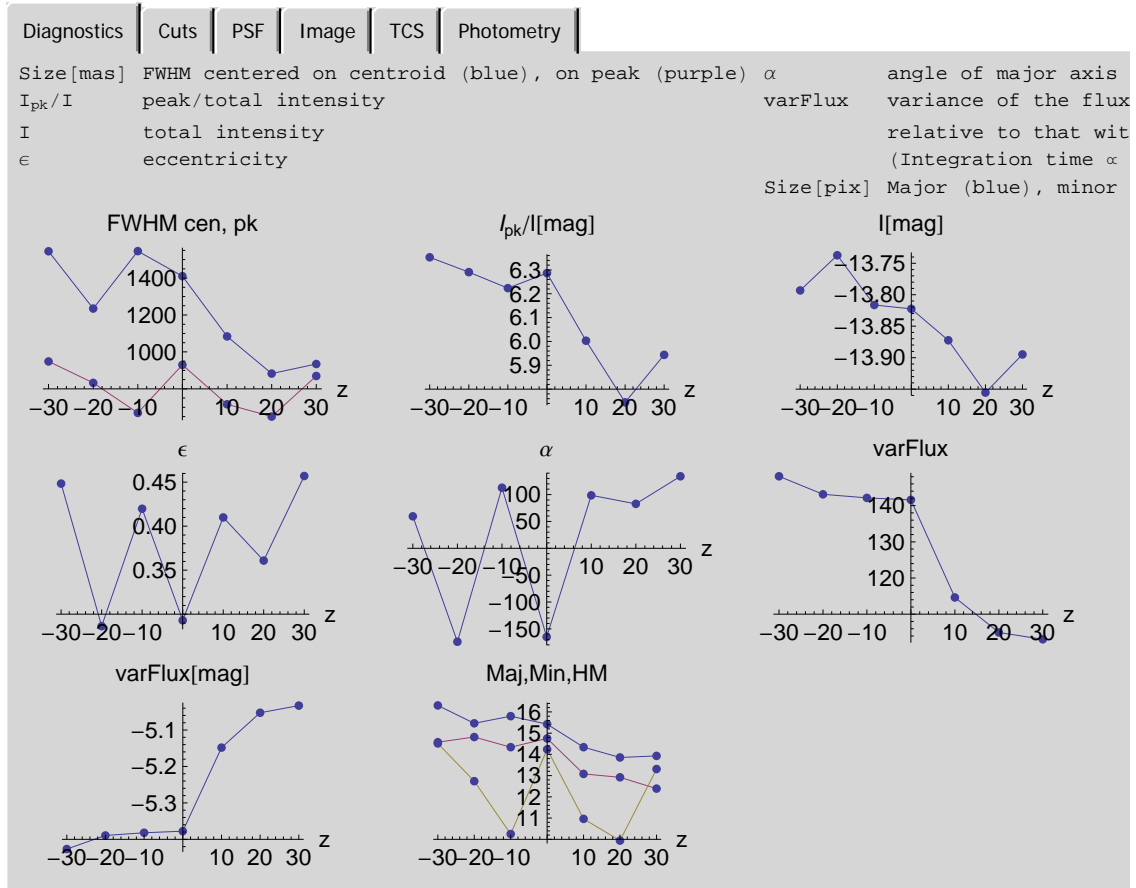 Diagnostics Cuts PSF Image TCS Photometry
Size[mas] FWHM centered on centroid (blue), on peak (purple) α angle of major axis
Ipk/I peak/total intensity varFlux variance of the flux
I total intensity relative to that wit
ϵ eccentricity (Integration time ∝
Size[pix] Major (blue), minor
FWHM cen, pk
1400
1200
1000
−30 −20 −10 10 20 30 z
Ipk/I[mag]
6.3
6.2
6.1
6.0
5.9
−30 −20 −10 10 20 30 z
I[mag]
−13.75
−13.80
−13.85
−13.90
−30 −20 −10 10 20 30 z
ϵ
0.45
0.40
0.35
−30 −20 −10 10 20 30 z
α
100
50
−30 −20 −10 10 20 30 z
−50
−100
−150
varFlux
140
130
120
−30 −20 −10 10 20 30 z
varFlux[mag]
−5.1
−5.2
−5.3
−30 −20 −10 10 20 30 z
Maj,Min,HM
16
15
14
13
12
11
−30 −20 −10 10 20 30 z